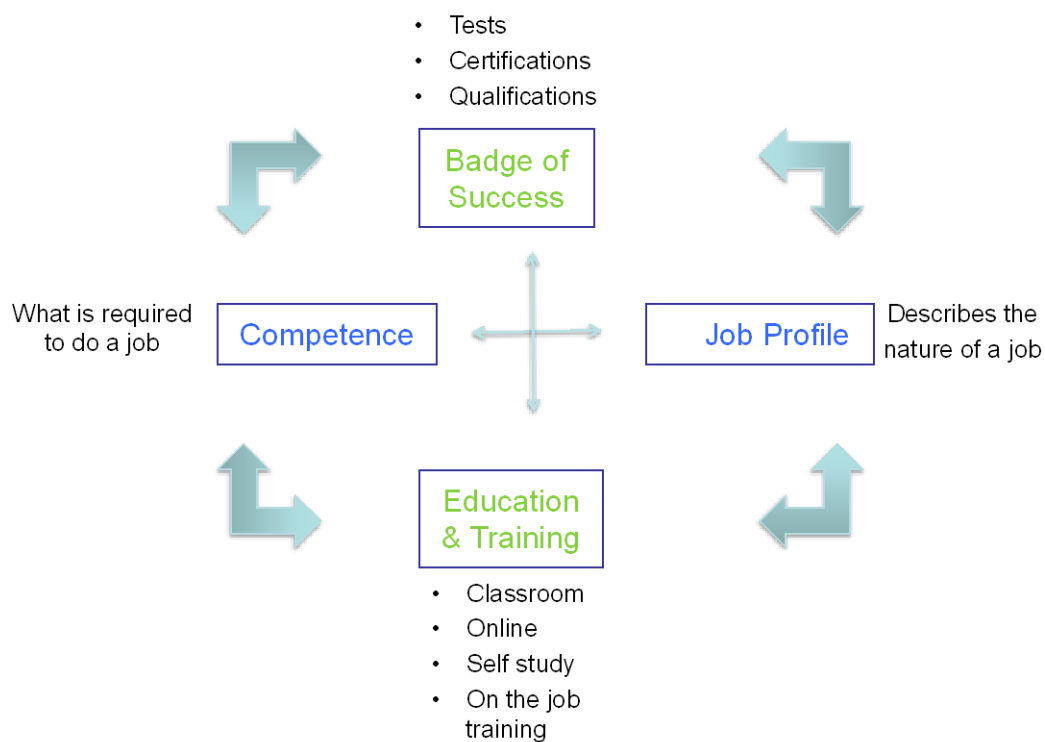 • Tests
• Certifications
• Qualifications
Badge of
Success
What is required
to do a job
Competence
Job Profile
Describes the
nature of a job
Education
& Training
• Classroom
• Online
• Self study
• On the job
training